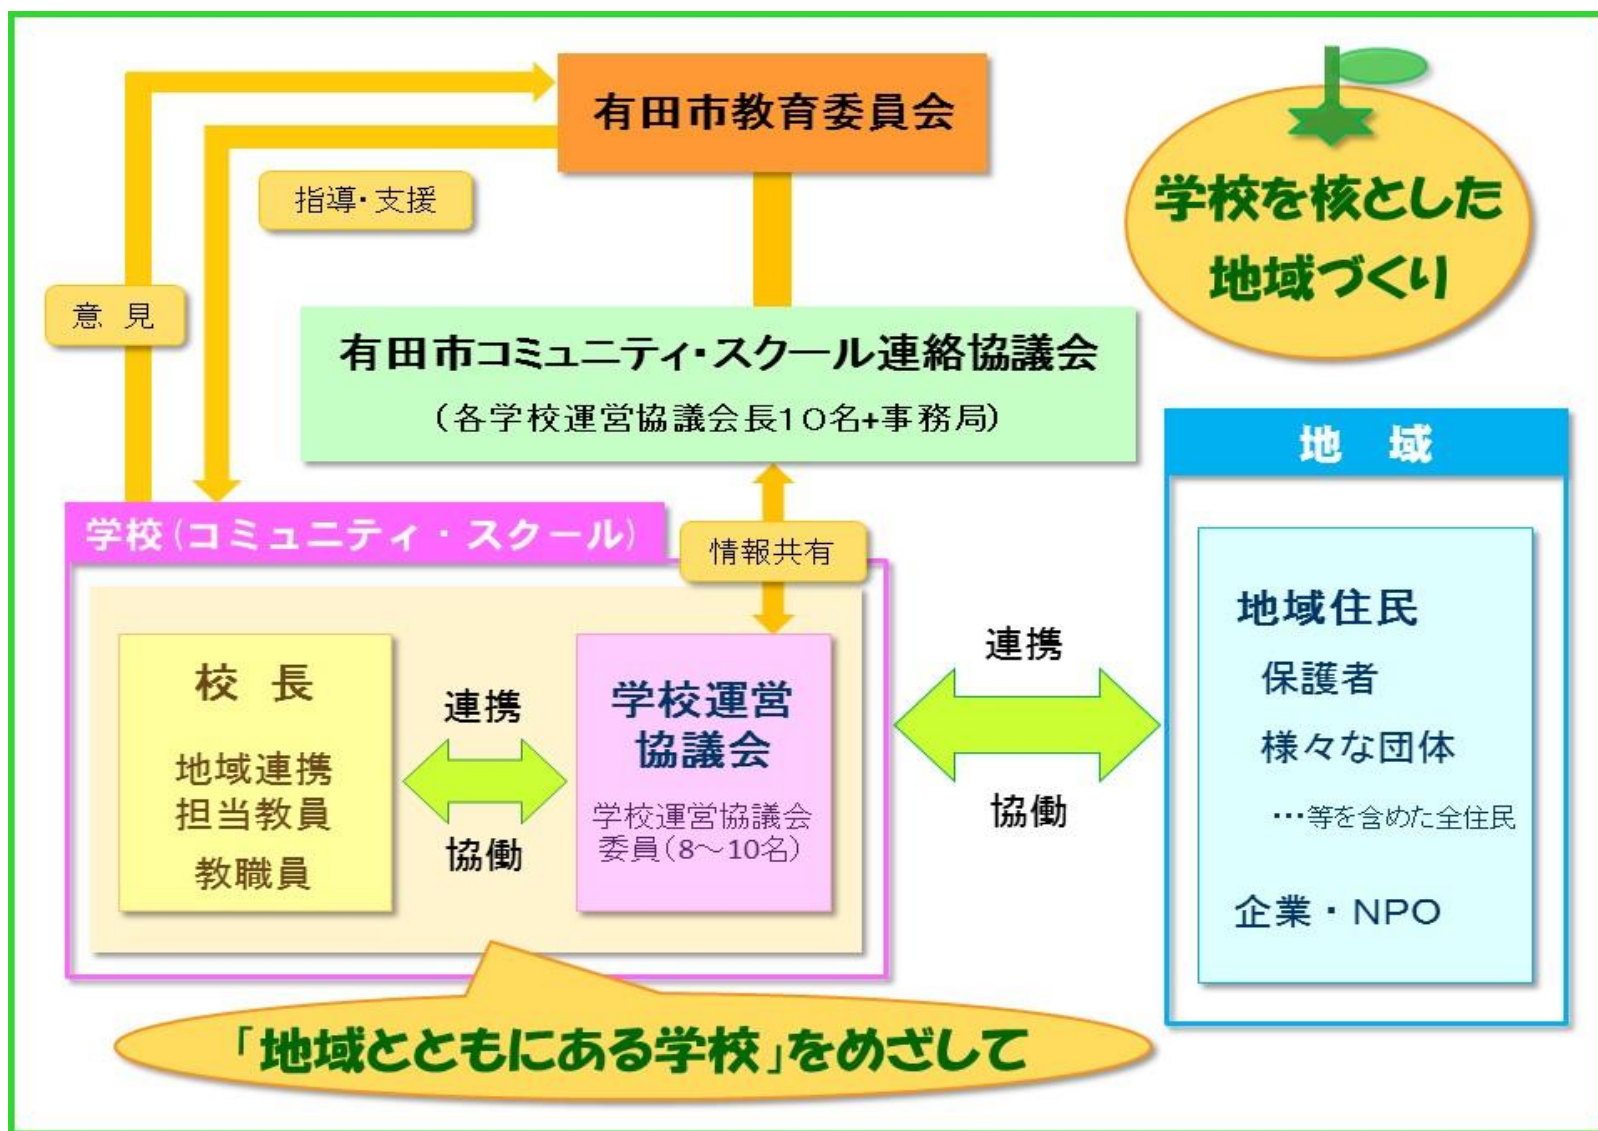 有田市教育委員会
学校を核とした
地域づくり
指導・支援
意 見
有田市コミュニティ・スクール連絡協議会
（各学校運営協議会長10名+事務局）
地 域
学校(コミュニティ・スクール)
情報共有
校 長
地域連携
担当教員
教職員
連携
協働
学校運営
協議会
学校運営協議会
委員(8～10名)
連携
協働
地域住民
保護者
様々な団体
…等を含めた全住民
企業・NPO
「地域とともにある学校」をめざして